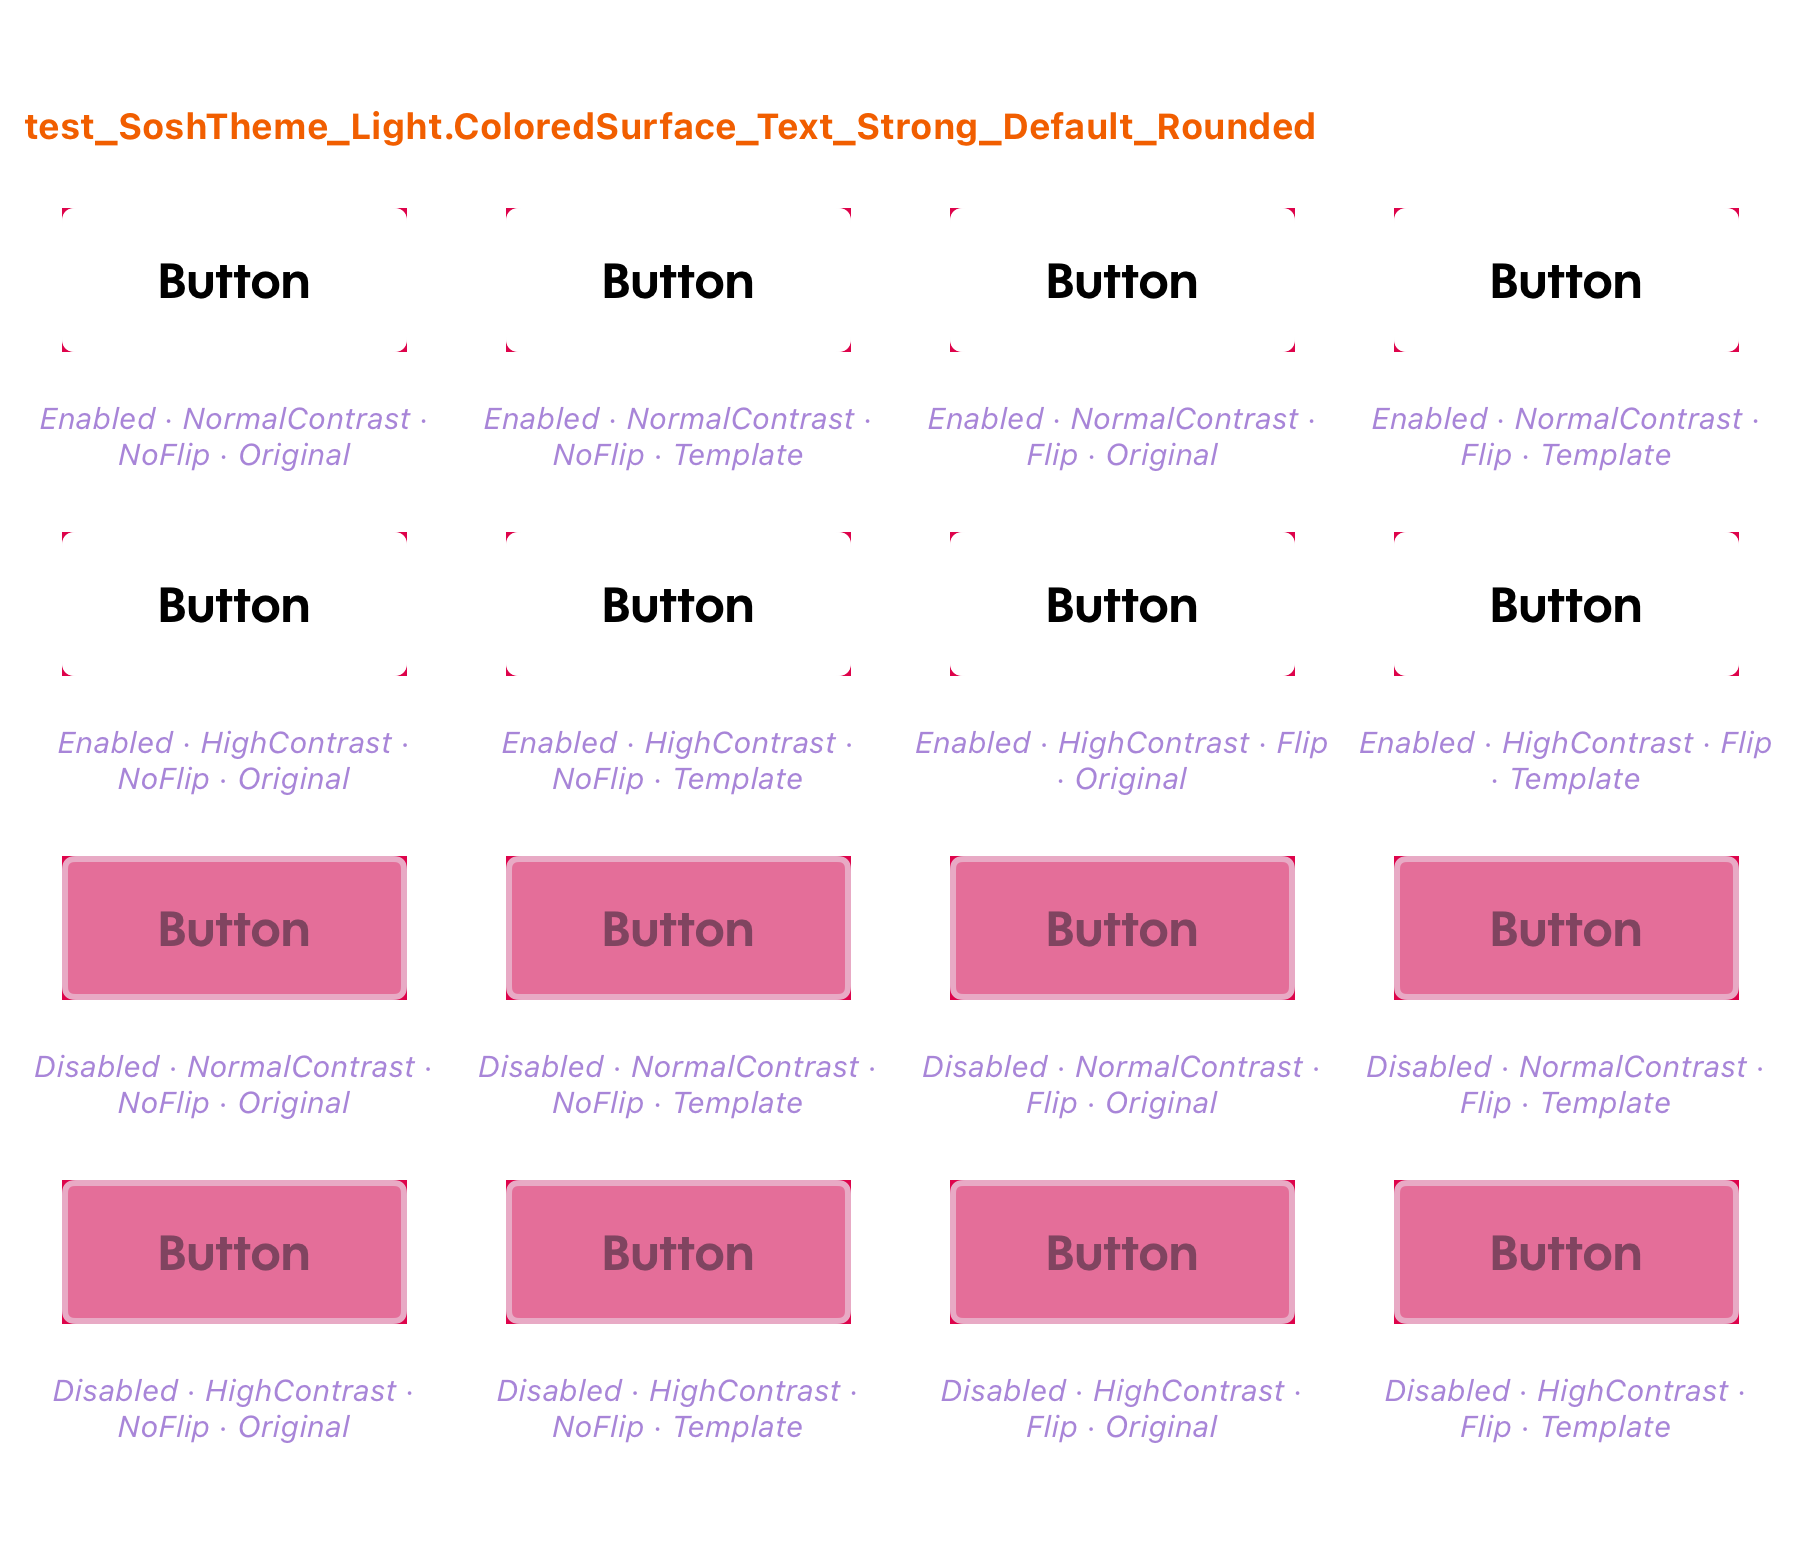 test_SoshTheme_Light.ColoredSurface_Text_Strong_Default_Rounded
Button Button Button Button
Enabled · NormalContrast · Enabled · NormalContrast · Enabled · NormalContrast · Enabled · NormalContrast ·
NoFlip · Original NoFlip · Template Flip · Original Flip · Template
Button Button Button Button
Enabled · HighContrast · Enabled · HighContrast · Enabled · HighContrast · Flip Enabled · HighContrast · Flip
NoFlip · Original NoFlip · Template · Original · Template
Button Button Button Button
Disabled · NormalContrast · Disabled · NormalContrast · Disabled · NormalContrast · Disabled · NormalContrast ·
NoFlip · Original NoFlip · Template Flip · Original Flip · Template
Button Button Button Button
Disabled · HighContrast · Disabled · HighContrast · Disabled · HighContrast · Disabled · HighContrast ·
NoFlip · Original NoFlip · Template Flip · Original Flip · Template